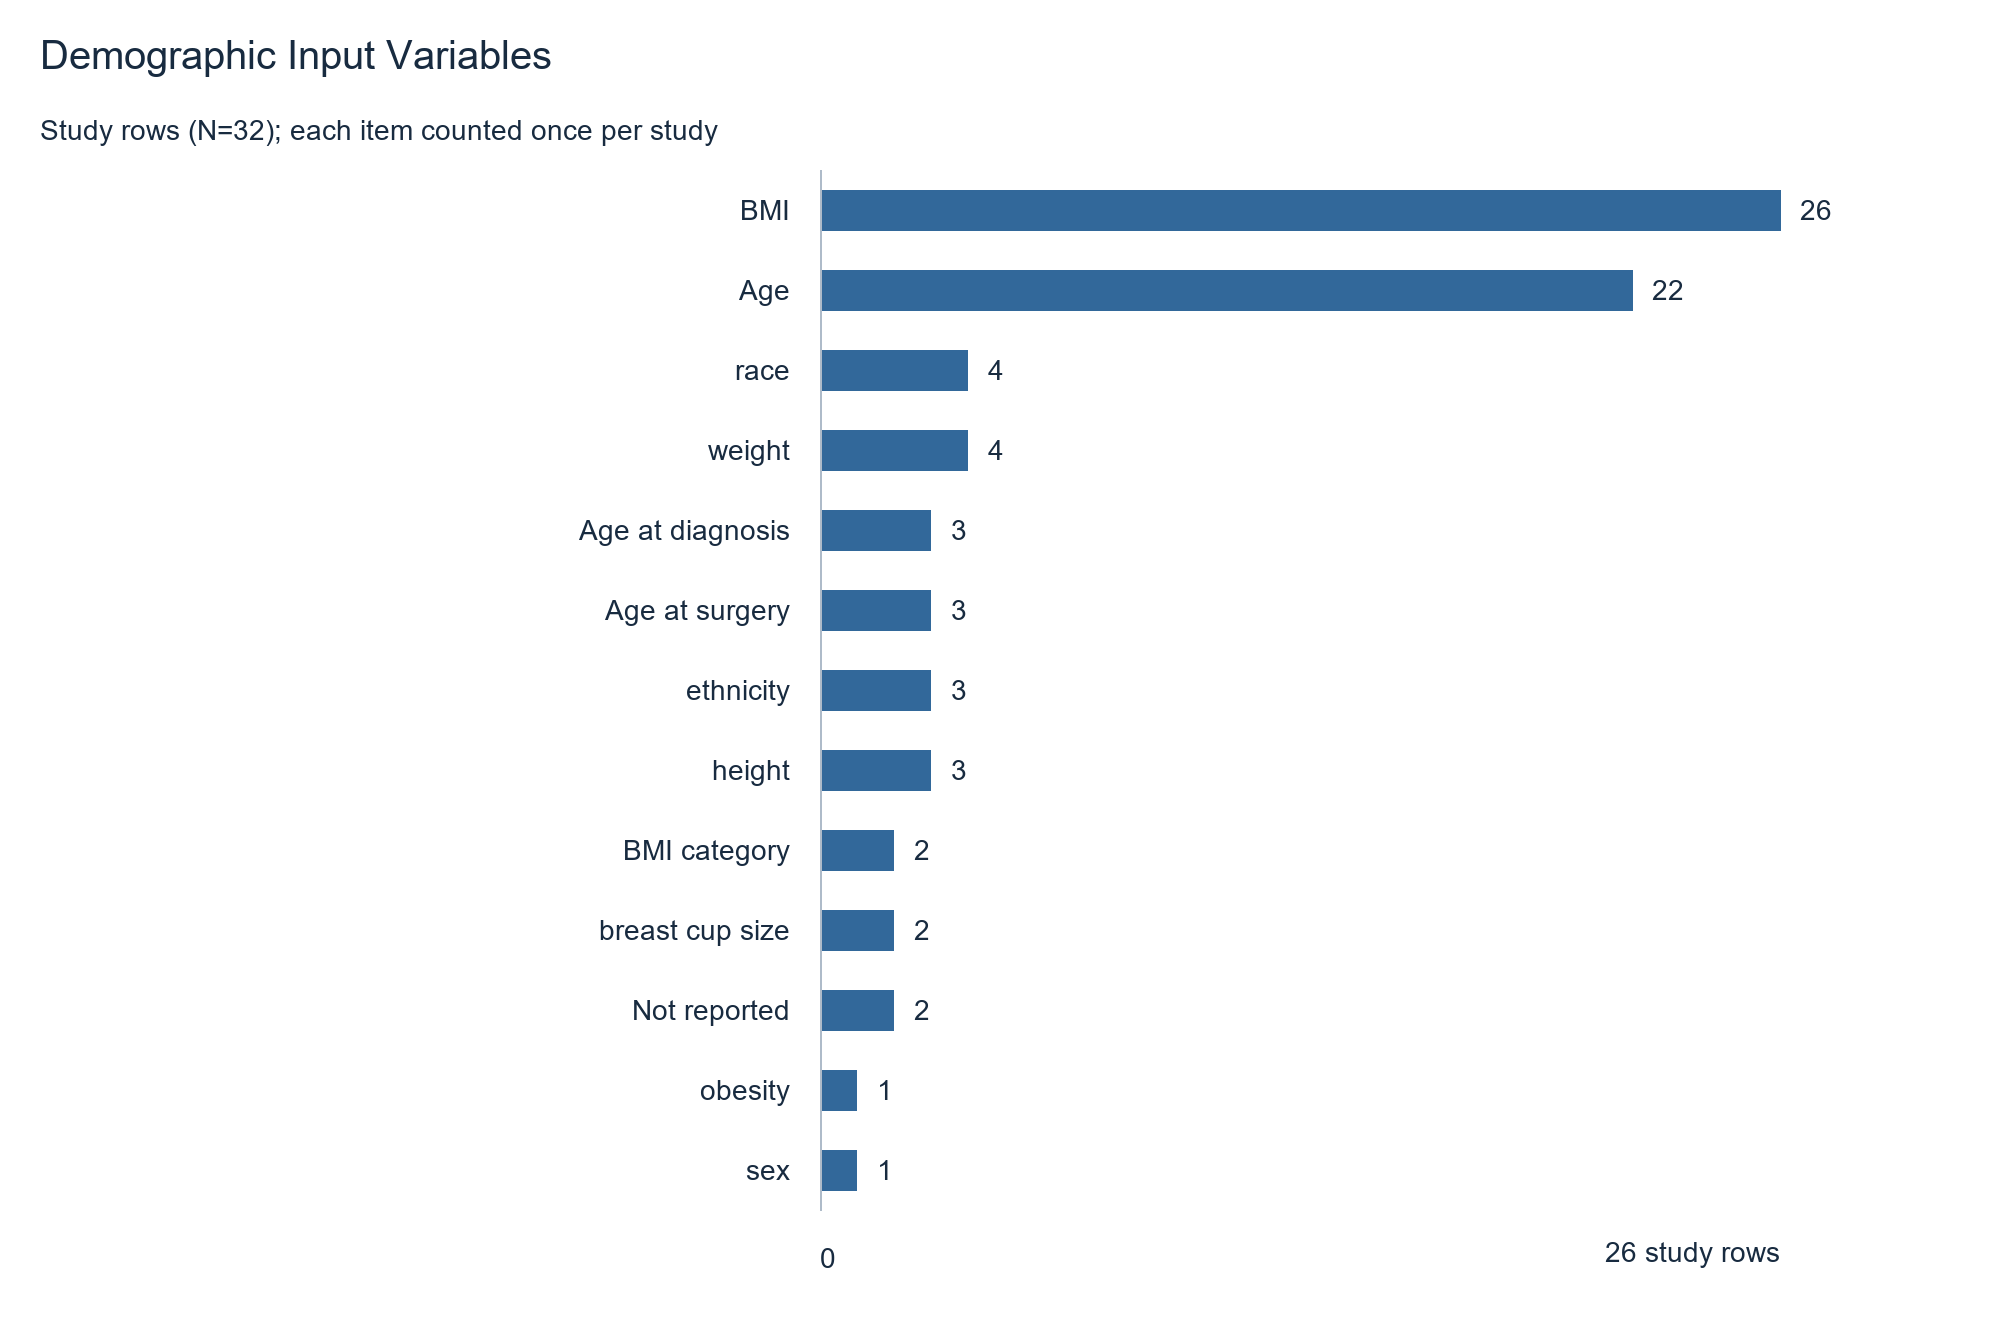 Demographic Input Variables
Study rows (N=32); each item counted once per study
BMI 26
Age 22
race 4
weight 4
Age at diagnosis 3
Age at surgery 3
ethnicity 3
height 3
BMI category 2
breast cup size 2
Not reported 2
obesity 1
sex 1
0 26 study rows